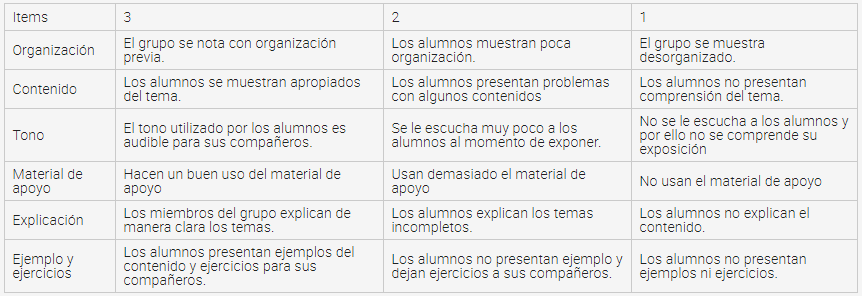 Items
3
2
1
Organización
El grupo se nota con organización
previa.
Los alumnos muestran poca
organización.
El grupo se muestra
desorganizado.
Contenido
Los alumnos se muestran apropiados
del tema.
Los alumnos presentan problemas
con algunos contenidos
Los alumnos no presentan
comprensión del tema.
Tono
El tono utilizado por los alumnos es
audible para sus compañeros.
Se le escucha muy poco a los
alumnos al momento de exponer.
No se le escucha a los alumnos y
por ello no se comprende su
exposición
Material de
apoyo
Hacen un buen uso del material de
apoyo
Usan demasiado el material de
apoyo
No usan el material de apoyo
Explicación
Los miembros del grupo explican de
manera clara los temas.
Los alumnos explican los temas
incompletos.
Los alumnos no explican el
contenido.
Ejemplo y
ejercicios
Los alumnos presentan ejemplos del
contenido y ejercicios para sus
compañeros.
Los alumnos no presentan ejemplo y
dejan ejercicios a sus compañeros.
Los alumnos no presentan
ejemplos ni ejercicios.